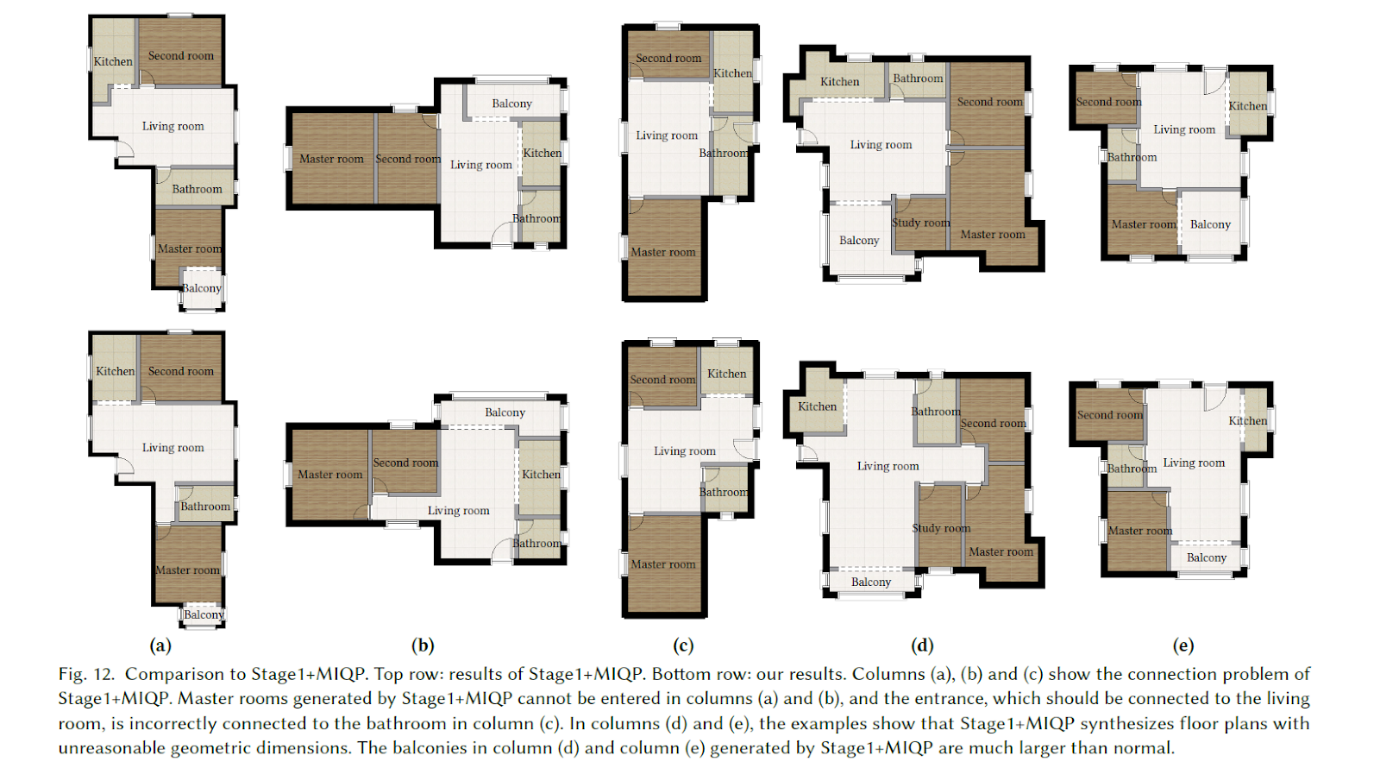 Kitchen
Second room
Living room
Bathroom
Master room
Balcony
Balcony
Master room
Second room
Living room
Kitchen
Bathroom
Second room
Kitchen
Living room
Bathroom
Master room
Kitchen
Bathroom
Second room
Living room
Study room
Balcony
Master room
Second room
Kitchen
Living room
Bathroom
Master room
Balcony
Kitchen
Second room
Living room
Bathroom
Master room
Balcony
Balcony
Master room
Second room
Kitchen
Living room
Bathroom
Second room
Kitchen
Living room
Bathroom
Master room
Kitchen
Bathroom
Second room
Living room
Study room
Master room
Balcony
Second room
Kitchen
Bathroom
Living room
Master room
Balcony
(a)
(b)
(c)
(d)
(e)
Fig. 12. Comparison to Stage1+MIQP. Top row: results of Stage1+MIQP. Bottom row: our results. Columns (a), (b) and (c) show the connection problem of
Stage1+MIQP. Master rooms generated by Stage1+MIQP cannot be entered in columns (a) and (b), and the entrance, which should be connected to the living
room, is incorrectly connected to the bathroom in column (c). In columns (d) and (e), the examples show that Stage1+MIQP synthesizes floor plans with
unreasonable geometric dimensions. The balconies in column (d) and column (e) generated by Stage1+MIQP are much larger than normal.